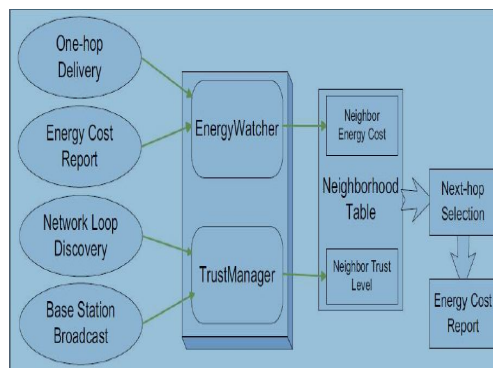 One-hop
Delivery
Energy Cost
Report
Network Loop
Discovery
Base Station
Broadcast
EnergyWatcher
TrustManager
Neighbor
Energy Cost
Neighborhood
Table
Neighbor Trust
Level
Next-hop
Selection
Energy Cost
Report